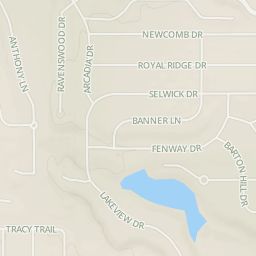 NEWCOMB DR
ANTHONY LN
RAVENSWOOD DR
ARCADIA DR
ROYAL RIDGE DR
SELWICK DR
BANNER LN
FENWAY DR
BARTON HILL DR
LAKEVIEW DR
TRACY TRAIL